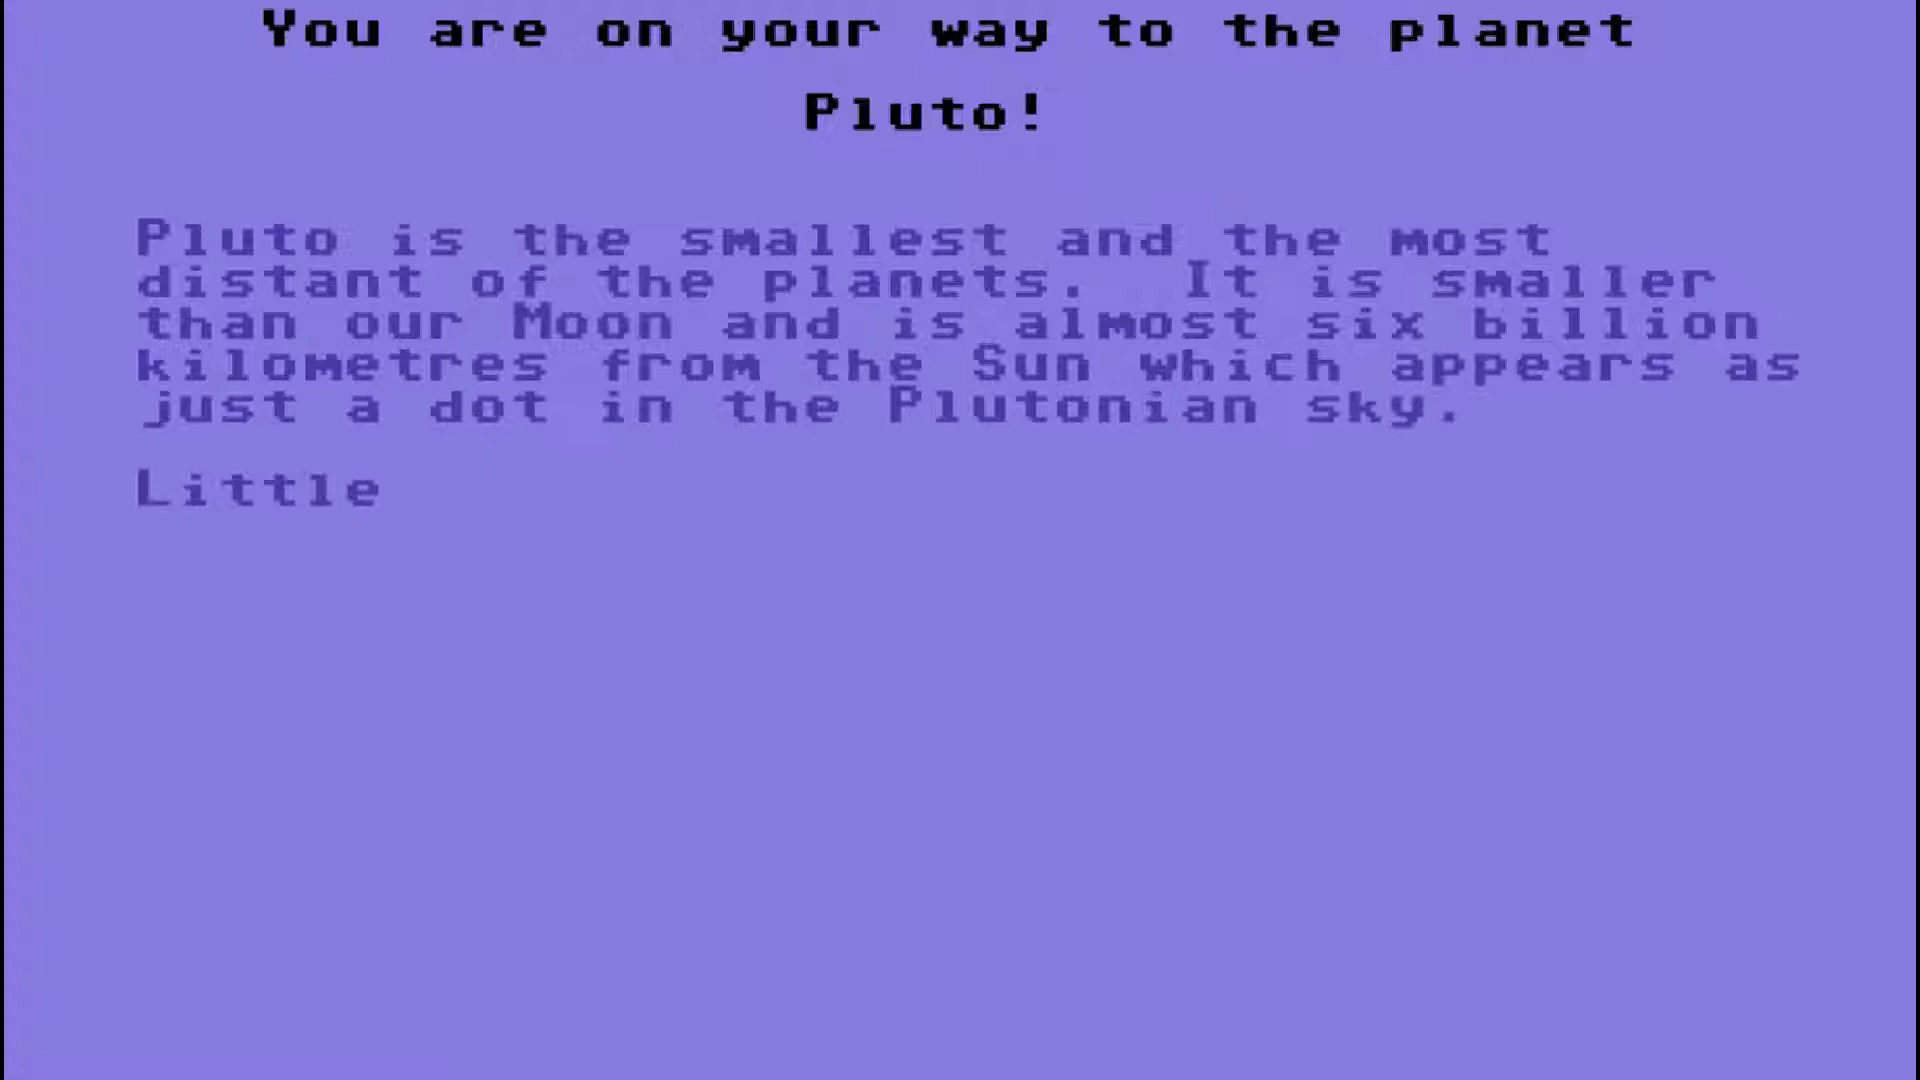 You are on your way to the planet
Pluto!
Pluto is the smallest and the most
distant of the planets.  It is smaller
than our Moon and is almost six billion
kilometres from the Sun which appears as
just a dot in the Plutonian sky.
Little